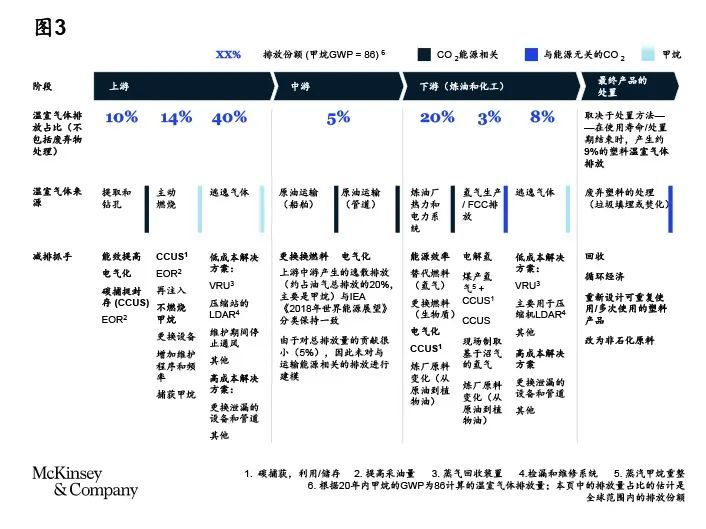 图3
XX% 排放份额 (甲烷GWP = 86) 6
CO 2能源相关
与能源无关的CO 2
甲烷
阶段
上游
中游
下游（炼油和化工）
最终产品的
处置
温室气体排
放占比（不
包括废弃物
处理）
10% 14% 40%
5%
20% 3% 8%
取决于处置方法—
—在使用寿命/处置
期结束时，产生约
9%的塑料温室气体
排放
温室气体来
源
提取和
钻孔
主动
燃烧
逃逸气体
原油运输
（船舶）
原油运输
（管道）
炼油厂
热力和
电力系
统
氢气生产
/ FCC排
放
逃逸气体
废弃塑料的处理
（垃圾填埋或焚化）
减排抓手
能效提高
电气化
碳捕捉封
存 (CCUS)
EOR2
CCUS1
EOR2
再注入
不燃烧
甲烷
更换设备
增加维护
程序和频
率
捕获甲烷
低成本解决
方案：
VRU3
压缩站的
LDAR4
维护期间停
止通风
其他
高成本解决
方案：
更换泄漏的
设备和管道
其他
更换换燃料 电气化
上游中游产生的逸散排放
（约占油气总排放的20%,
主要是甲烷）与IEA
《2018年世界能源展望》
分类保持一致
由于对总排放量的贡献很
小（5%），因此未对与
运输能源相关的排放进行
建模
能源效率
替代燃料
（氢气）
更换燃料
（生物质）
电气化
CCUS1
炼厂原料
变化（从
原油到植
物油）
电解氢
煤产氢
气5 +
CCUS1
CCUS
现场制取
基于沼气
的氢气
炼厂原料
变化（从
原油到植
物油）
低成本解决
方案：
VRU3
主要用于压
缩机LDAR4
其他
高成本解决
方案：
更换泄漏的
设备和管道
其他
回收
循环经济
重新设计可重复使
用/多次使用的塑料
产品
改为非石化原料
McKinsey
& Company
1. 碳捕获，利用/储存 2. 提高采油量 3. 蒸气回收装置 4.检漏和维修系统 5. 蒸汽甲烷重整
6. 根据20年内甲烷的GWP为86计算的温室气体排放量；本页中的排放量占比的估计是
全球范围内的排放份额